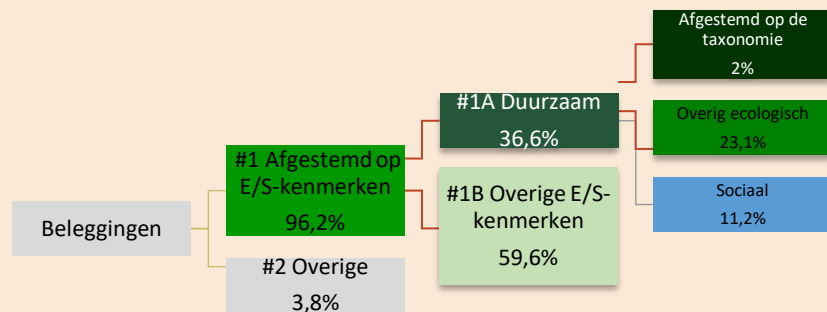 Beleggingen
#1 Afgestemd op
E/S-kenmerken
96,2%
#2 Overige
3,8%
#1A Duurzaam
36,6%
#1B Overige E/S-
kenmerken
59,6%
Afgestemd op de
taxonomie
2%
Overig ecologisch
23,1%
Sociaal
11,2%